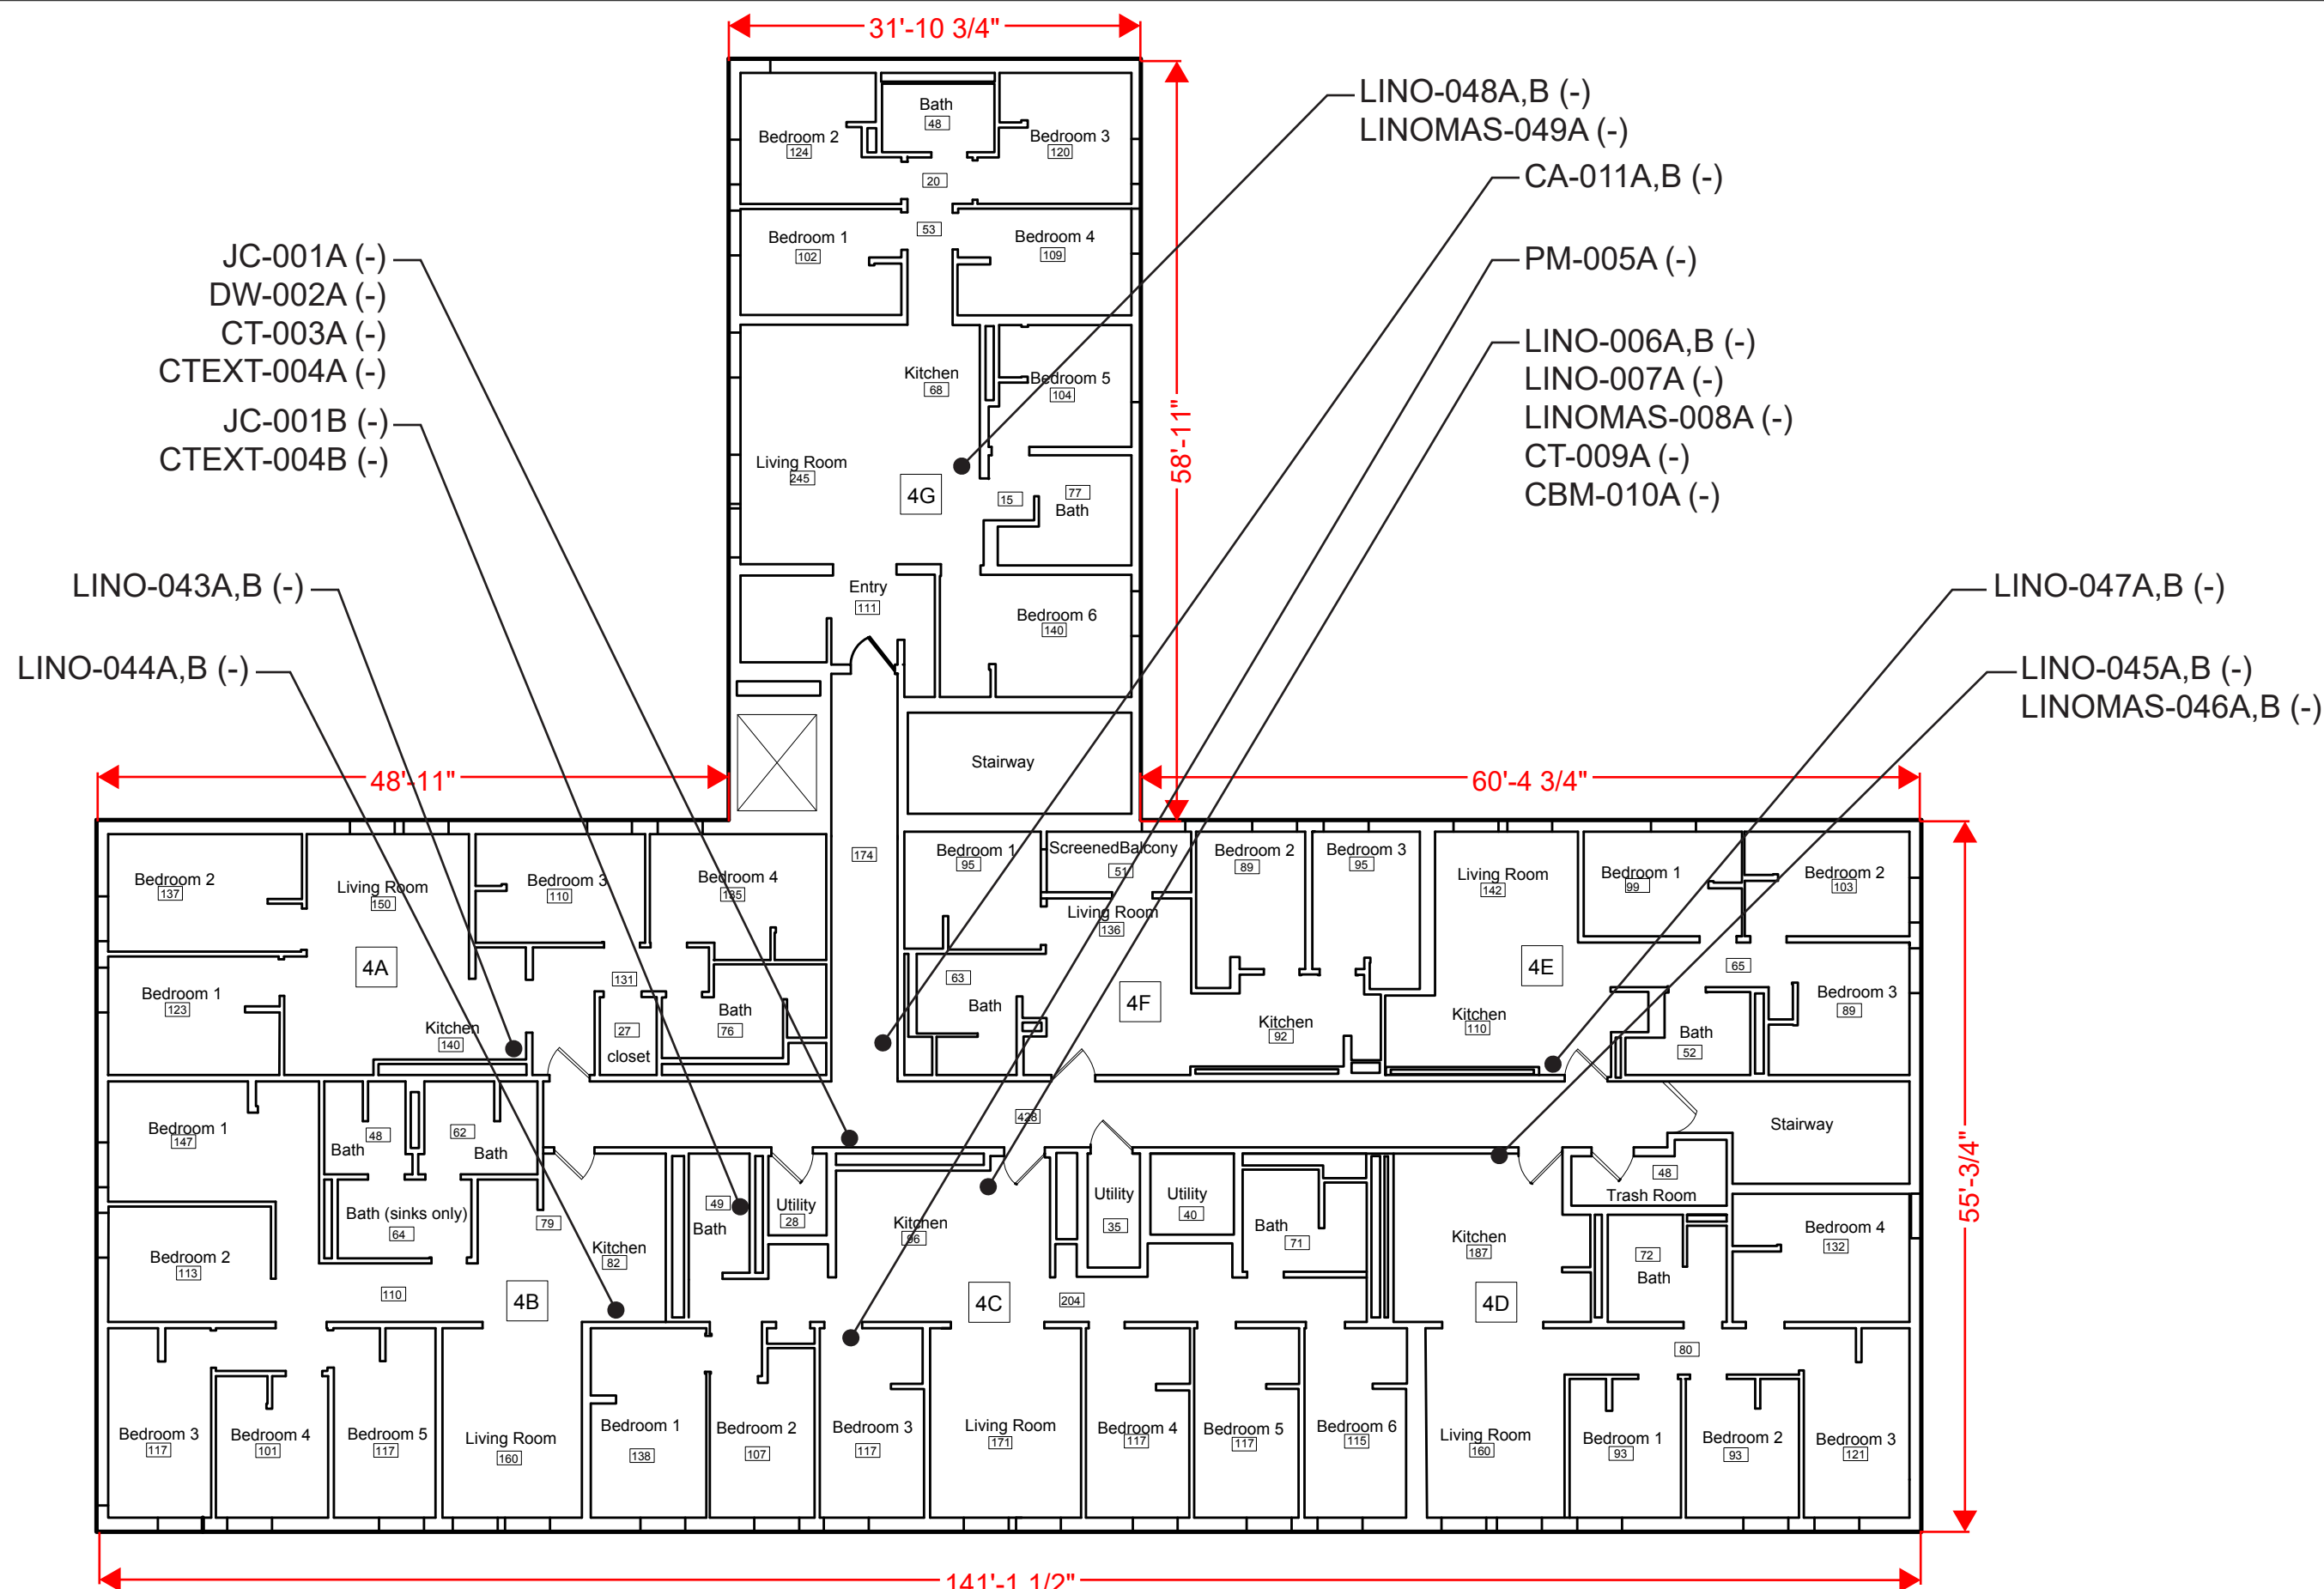 31'-10 3/4"
LINO-048A,B (-)
LINOMAS-049A (-)
CA-011A,B (-)
PM-005A (-)
LINO-006A,B (-)
LINO-007A (-)
LINOMAS-008A (-)
CT-009A (-)
CBM-010A (-)
JC-001A (-)
DW-002A (-)
CT-003A (-)
CTEXT-004A (-)
JC-001B (-)
CTEXT-004B (-)
LINO-043A,B (-)
LINO-044A,B (-)
LINO-047A,B (-)
LINO-045A,B (-)
LINOMAS-046A,B (-)
58'-11"
48'-11"
60'-4 3/4"
55'-3/4"
141'-1 1/2"
Bath
48
Bedroom 2
124
Bedroom 3
120
20
53
Bedroom 1
102
Bedroom 4
109
Kitchen
68
Bedroom 5
104
Living Room
245
4G
15
77
Bath
Entry
111
Bedroom 6
140
Stairway
174
Bedroom 2
137
Living Room
150
Bedroom 3
110
Bedroom 4
135
4A
Bedroom 1
123
Kitchen
140
131
27
closet
Bath
76
Bedroom 1
95
ScreenedBalcony
51
Bedroom 2
89
Bedroom 3
95
Living Room
136
63
Bath
4F
Kitchen
92
Living Room
142
Bedroom 1
99
Bedroom 2
103
4E
65
Kitchen
110
Bath
52
Bedroom 3
89
428
Stairway
Bedroom 1
147
Bath
48
62
Bath
Bath (sinks only)
64
79
Bedroom 2
113
110
4B
Kitchen
82
Bedroom 3
117
Bedroom 4
101
Bedroom 5
117
Living Room
160
49
Bath
Utility
28
Kitchen
96
4C
204
Utility
35
Utility
40
Bath
71
Bedroom 1
138
Bedroom 2
107
Bedroom 3
117
Living Room
171
Bedroom 4
117
Bedroom 5
117
Bedroom 6
115
Kitchen
187
4D
48
Trash Room
72
Bath
Bedroom 4
132
80
Living Room
160
Bedroom 1
93
Bedroom 2
93
Bedroom 3
121